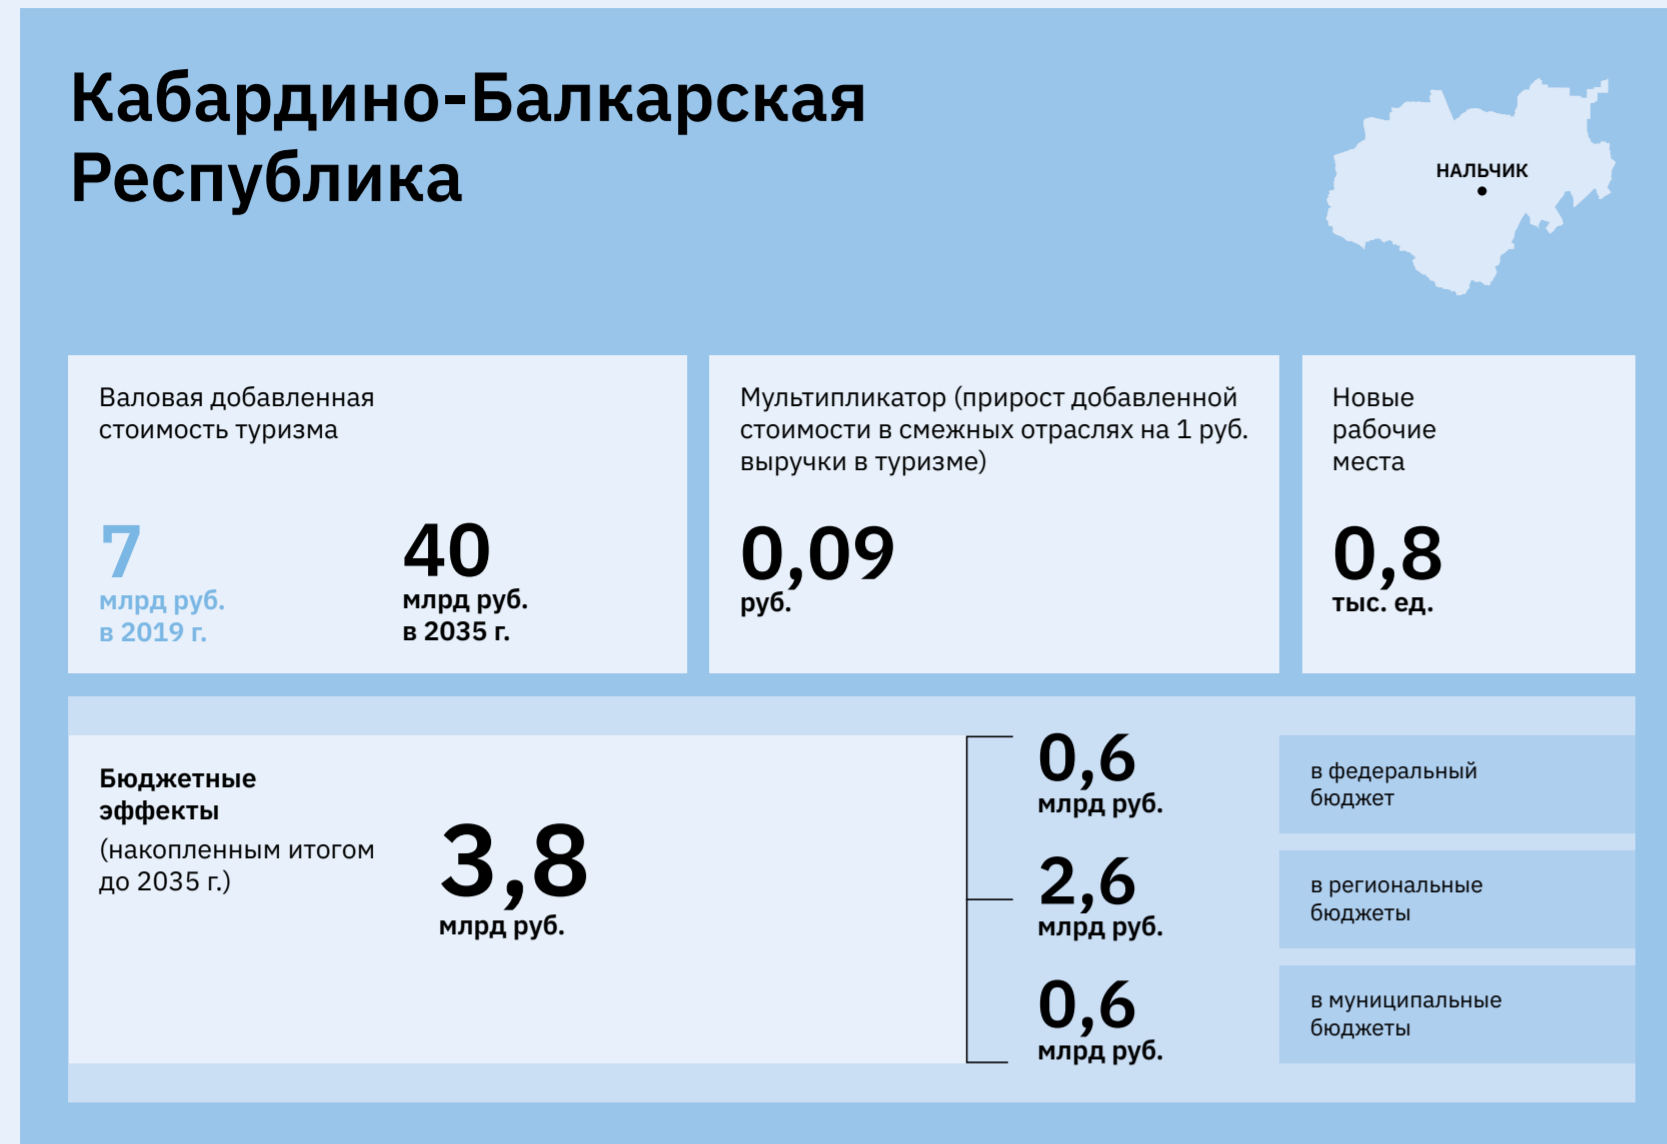 Кабардино-Балкарская
Республика
НАЛЬЧИК
Валовая добавленная
стоимость туризма
7
млрд руб.
в 2019 г.
40
млрд руб.
в 2035 г.
Мультипликатор (прирост добавленной
стоимости в смежных отраслях на 1 руб.
выручки в туризме)
0,09
руб.
Новые
рабочие
места
0,8
тыс. ед.
Бюджетные
эффекты
(накопленным итогом
до 2035 г.)
3,8
млрд руб.
0,6
млрд руб.
в федеральный
бюджет
2,6
млрд руб.
в региональные
бюджеты
0,6
млрд руб.
в муниципальные
бюджеты